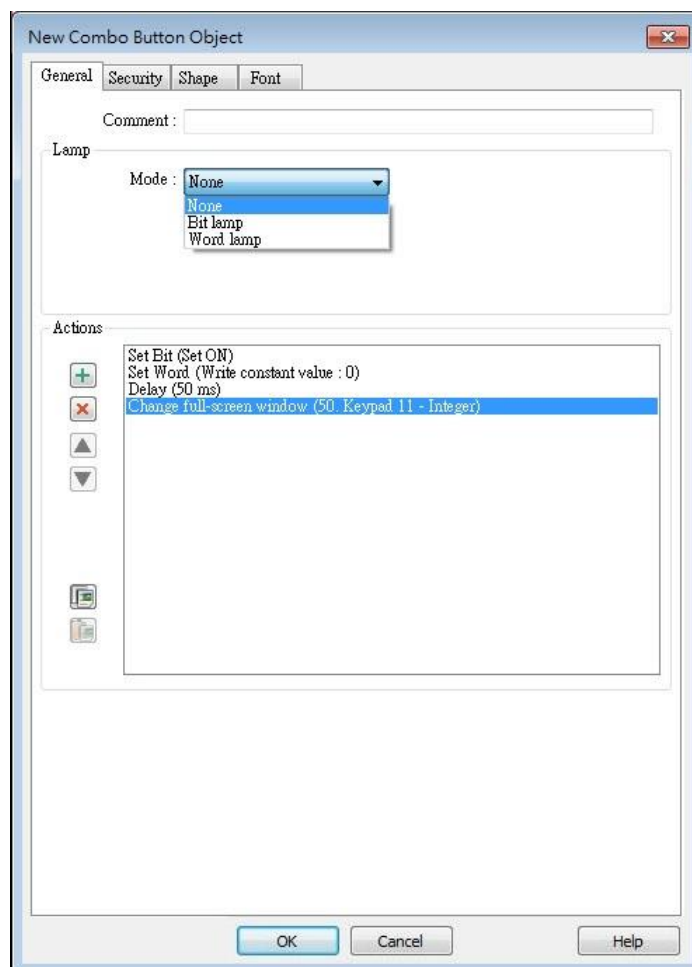 New Combo Button Object
General Security Shape Font
Comment :
Lamp
Mode : None
None
Bit lamp
Word lamp
Actions
Set Bit (Set ON)
Set Word (Write constant value : 0)
Delay (50 ms)
Change full-screen window (50. Keypad 11 - Integer)
OK Cancel Help